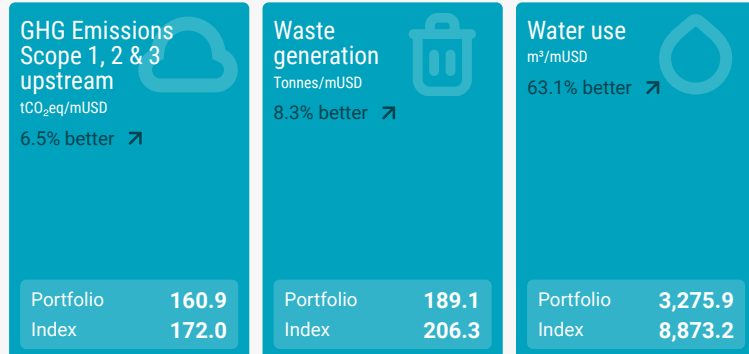 GHG Emissions
Scope 1, 2 & 3
upstream
tCO₂eq/mUSD
6.5% better
Portfolio 160.9
Index 172.0
Waste
generation
Tonnes/mUSD
8.3% better
Portfolio 189.1
Index 206.3
Water use
m³/mUSD
63.1% better
Portfolio 3,275.9
Index 8,873.2